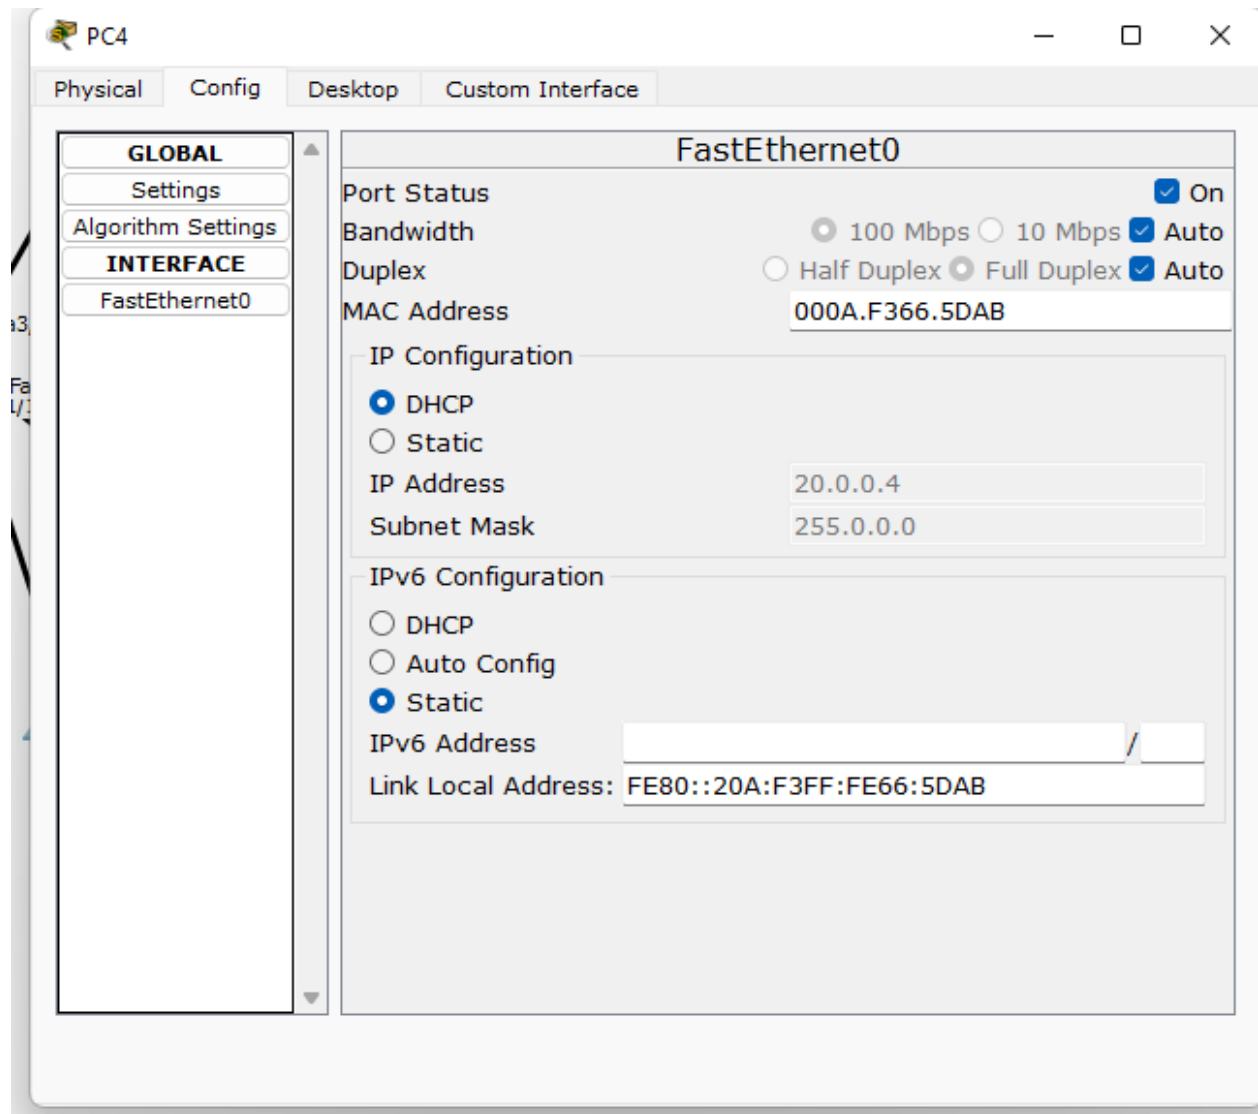 PC4
Physical Config Desktop Custom Interface
GLOBAL
Settings
Algorithm Settings
INTERFACE
FastEthernet0
FastEthernet0
Port Status On
Bandwidth 100 Mbps 10 Mbps Auto
Duplex Half Duplex Full Duplex Auto
MAC Address 000A.F366.5DAB
IP Configuration
DHCP
Static
IP Address 20.0.0.4
Subnet Mask 255.0.0.0
IPv6 Configuration
DHCP
Auto Config
Static
IPv6 Address /
Link Local Address: FE80::20A:F3FF:FE66:5DAB